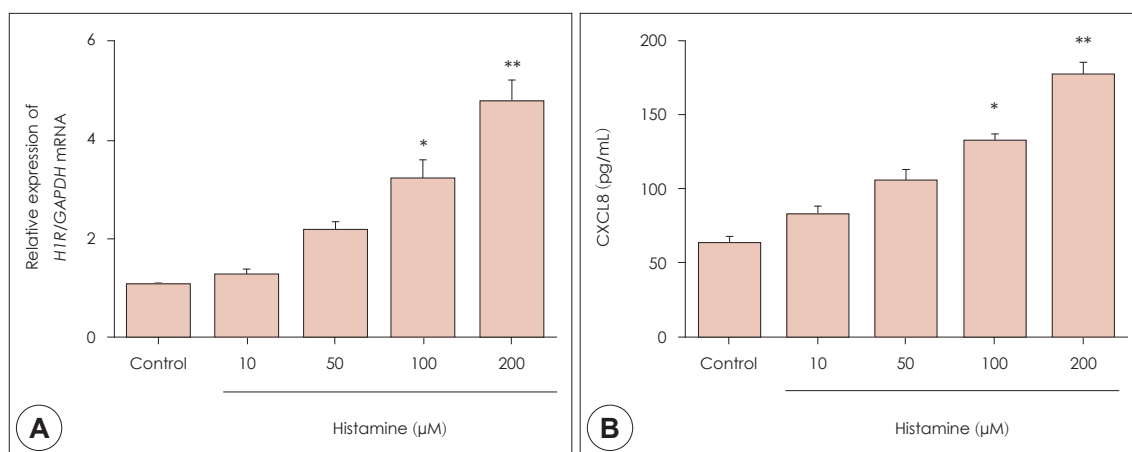 Relative expression of
H1R/GAPDH mRNA
6
4
2
0
*
**
Control 10 50 100 200
Histamine (µM)
A
CXCL8 (pg/mL)
200
150
100
50
0
*
**
Control 10 50 100 200
Histamine (µM)
B